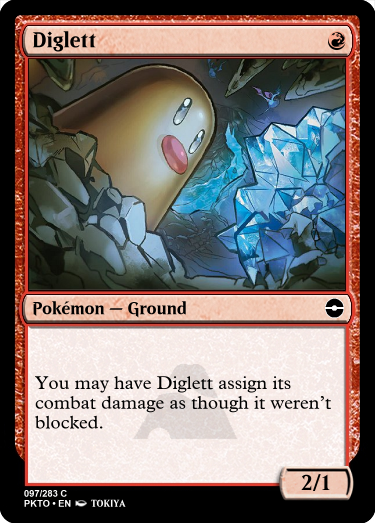 Diglett
Pokémon — Ground
You may have Diglett assign its
combat damage as though it weren't
blocked.
2/1
097/283 C
PKTO • EN TOKIYA